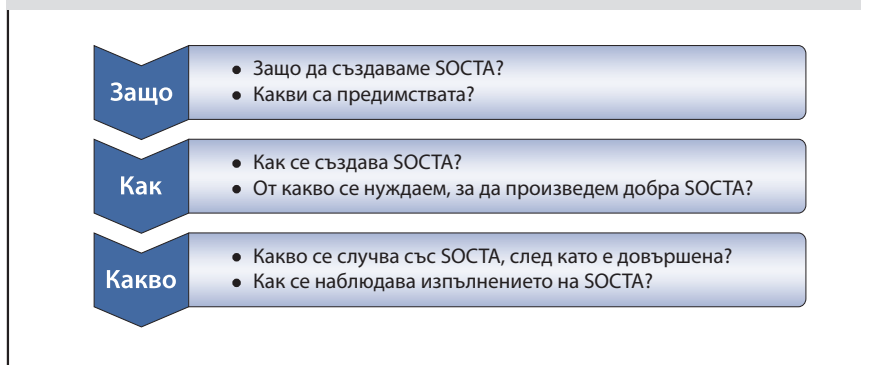 Защо
• Защо да създаваме SOCTA?
• Какви са предимствата?
Как
• Как се създава SOCTA?
• От какво се нуждаем, за да произведем добра SOCTA?
Какво
• Какво се случва със SOCTA, след като е довършена?
• Как се наблюдава изпълнението на SOCTA?